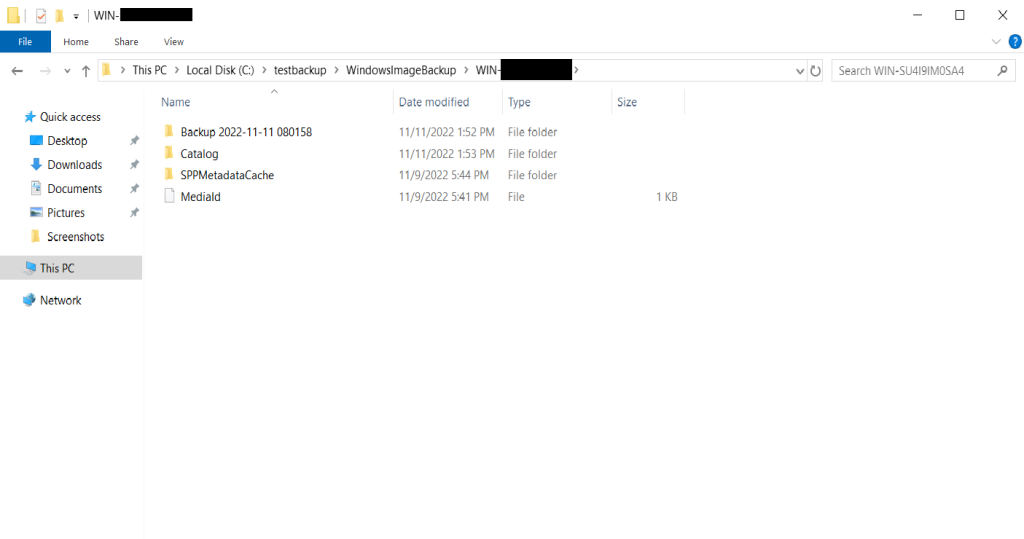 WIN-
File Home Share View
This PC Local Disk (C:) testbackup WindowsImageBackup WIN- Search WIN-SU4I9IM0SA4
Name Date modified Type Size
Quick access
Desktop
Downloads
Documents
Pictures
Screenshots
This PC
Network
Backup 2022-11-11 080158 11/11/2022 1:52 PM File folder
Catalog 11/11/2022 1:53 PM File folder
SPPMetadataCache 11/9/2022 5:44 PM File folder
MediaId 11/9/2022 5:41 PM File 1 KB